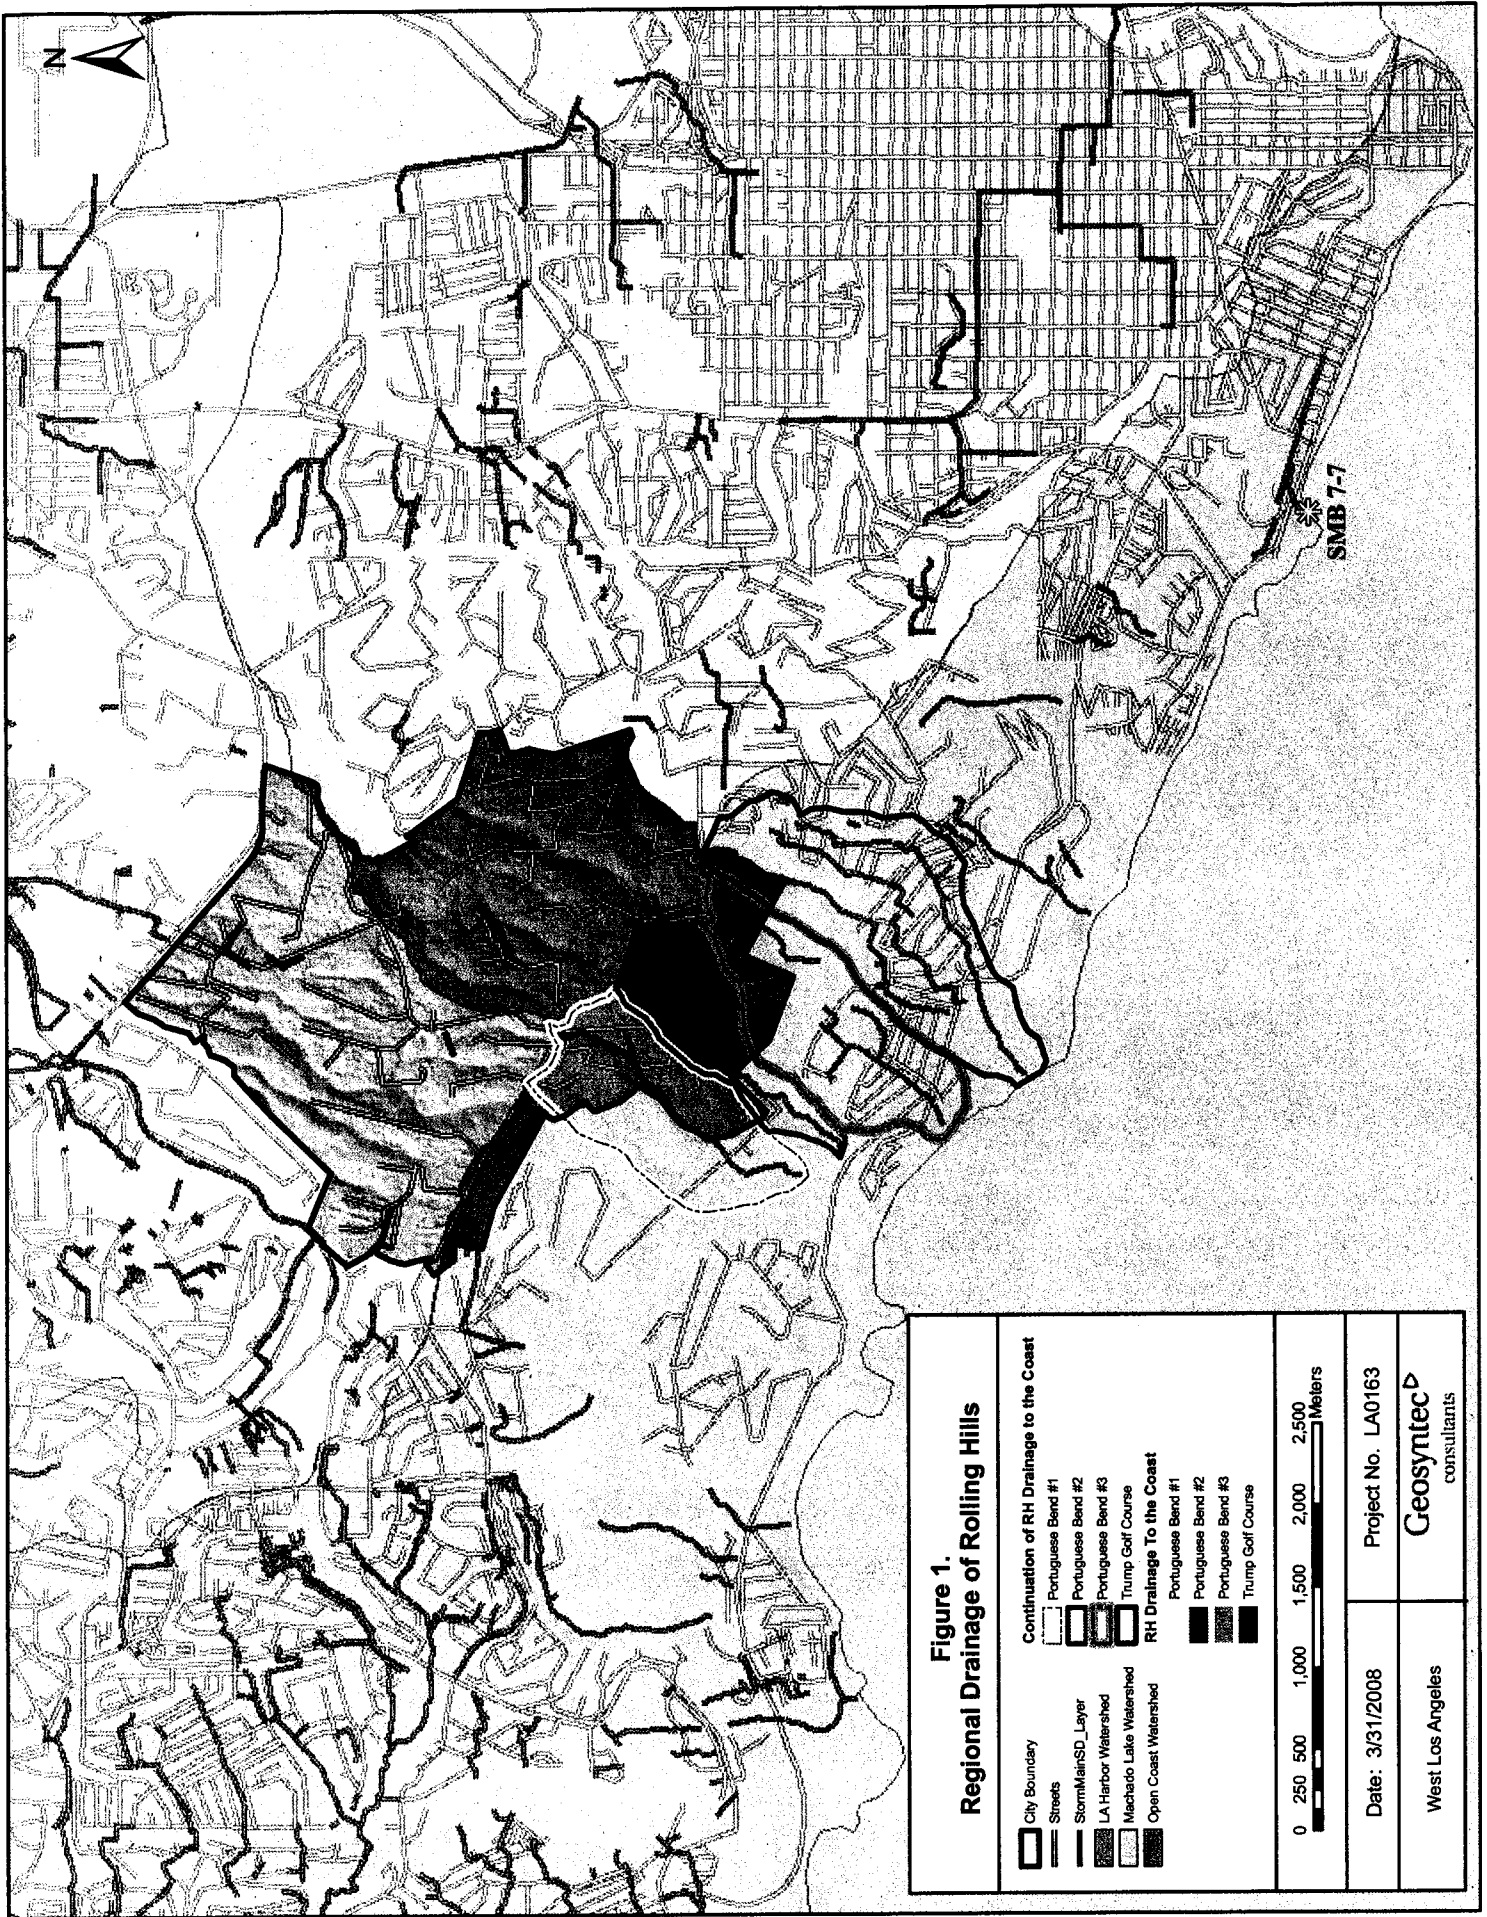 N
SMB 7-7
Figure 1.
Regional Drainage of Rolling Hills
City Boundary
Streets
StormMainSD_Layer
LA Harbor Watershed
Machado Lake Watershed
Open Coast Watershed
Continuation of RH Drainage to the Coast
Portuguese Bend #1
Portuguese Bend #2
Portuguese Bend #3
Trump Golf Course
RH Drainage To the Coast
Portuguese Bend #1
Portuguese Bend #2
Portuguese Bend #3
Trump Golf Course
0 250 500 1,000 1,500 2,000 2,500
Meters
Date: 3/31/2008
Project No. LA0163
West Los Angeles
Geosyntec
consultants